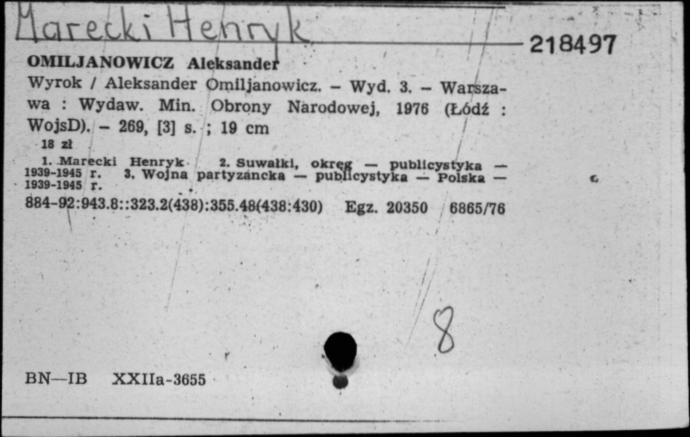 Marecki Henryk
218497
OMILJANOWICZ Aleksander
Wyrok / Aleksander Omiljanowicz. — Wyd. 3. — Warsza-
wa : Wydaw. Min. Obrony Narodowej, 1976 (Łódź :
WojsD). — 269, [3] s. ; 19 cm
18 zł
1. Marecki Henryk 2. Suwałki, okręg — publicystyka —
1939-1945 r. 3. Wojna partyzancka — publicystyka — Polska —
1939-1945 r.
884-92:943.8::323.2(438):355.48(438:430) Egz. 20350 6865/76
8
BN—IB XXIIa-3655